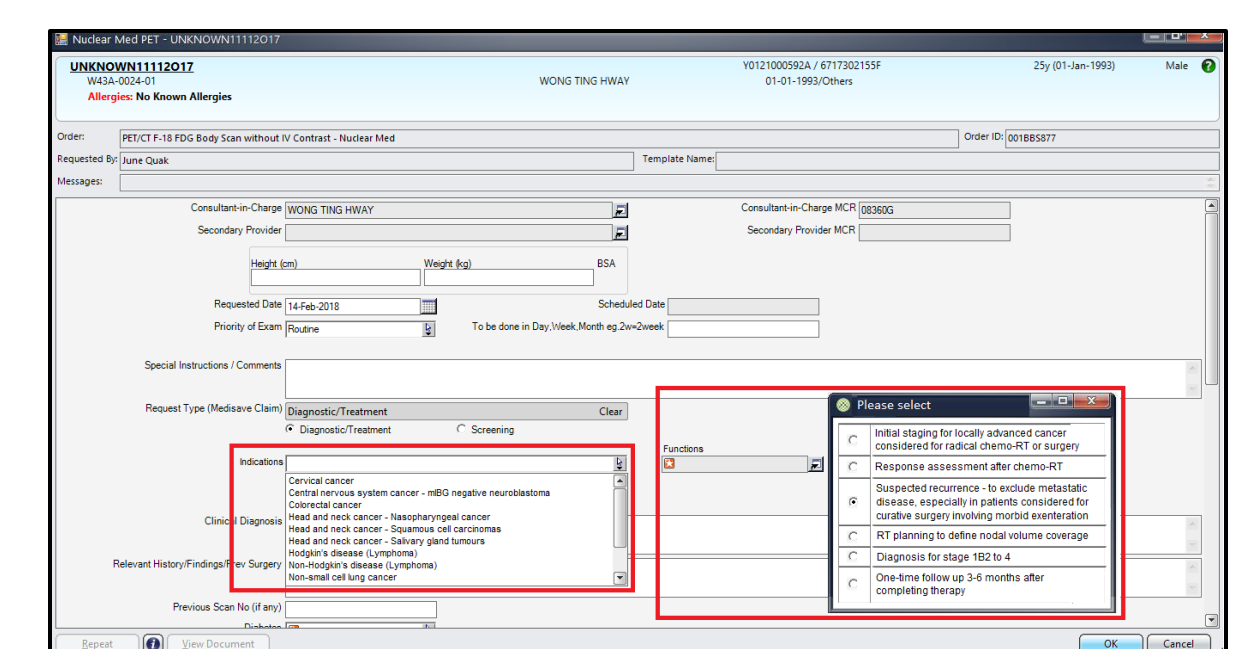 Nuclear Med PET - UNKNOWN11112O17
UNKNOWN11112O17
W43A-0024-01
WONG TING HWAY
Y0121000592A / 6717302155F
01-01-1993/Others
25y (01-Jan-1993)
Male
Allergies: No Known Allergies
Order: PET/CT F-18 FDG Body Scan without IV Contrast - Nuclear Med
Order ID: 001BBS877
Requested By: June Quak
Template Name:
Messages:
Consultant-in-Charge WONG TING HWAY
Consultant-in-Charge MCR 08360G
Secondary Provider
Secondary Provider MCR
Height (cm) Weight (kg) BSA
Requested Date 14-Feb-2018
Scheduled Date
Priority of Exam Routine
To be done in Day,Week,Month eg.2w=2week
Special Instructions / Comments
Request Type (Medisave Claim) Diagnostic/Treatment Clear
Diagnostic/Treatment Screening
Indications
Cervical cancer
Central nervous system cancer - mIBG negative neuroblastoma
Colorectal cancer
Head and neck cancer - Nasopharyngeal cancer
Head and neck cancer - Squamous cell carcinomas
Head and neck cancer - Salivary gland tumours
Hodgkin's disease (Lymphoma)
Non-Hodgkin's disease (Lymphoma)
Non-small cell lung cancer
Functions
Please select
Initial staging for locally advanced cancer
considered for radical chemo-RT or surgery
Response assessment after chemo-RT
Suspected recurrence - to exclude metastatic
disease, especially in patients considered for
curative surgery involving morbid exenteration
RT planning to define nodal volume coverage
Diagnosis for stage 1B2 to 4
One-time follow up 3-6 months after
completing therapy
Clinical Diagnosis
Relevant History/Findings/Prev Surgery
Previous Scan No (if any)
Diabetes
Repeat
View Document
OK
Cancel